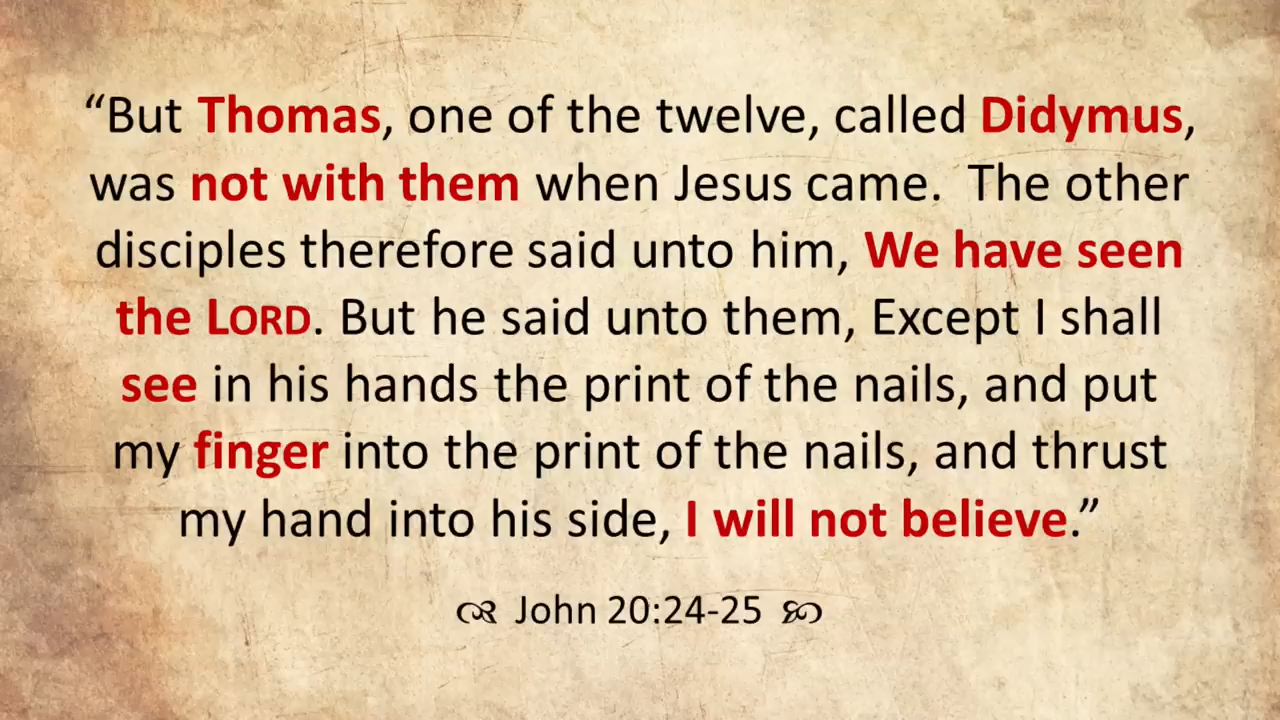 “But Thomas, one of the twelve, called Didymus,
was not with them when Jesus came.  The other
disciples therefore said unto him, We have seen
the LORD. But he said unto them, Except I shall
see in his hands the print of the nails, and put
my finger into the print of the nails, and thrust
my hand into his side, I will not believe.”
John 20:24-25